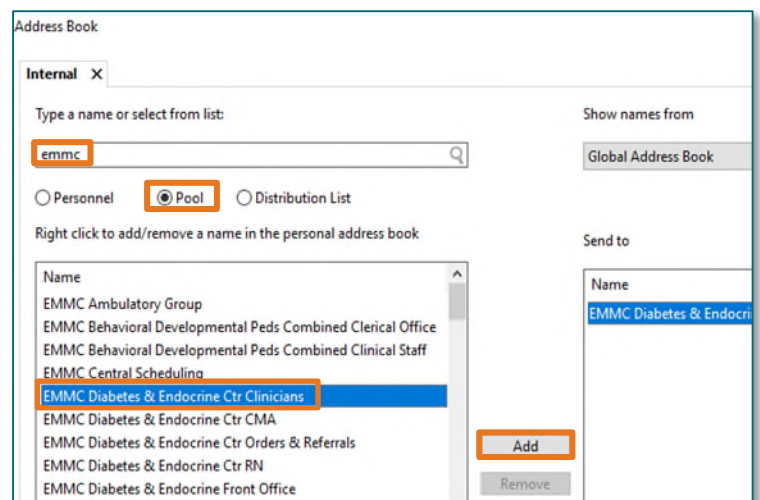 Address Book
Internal X
Type a name or select from list:
emmc
Personnel Pool Distribution List
Right click to add/remove a name in the personal address book
Name
EMMC Ambulatory Group
EMMC Behavioral Developmental Peds Combined Clerical Office
EMMC Behavioral Developmental Peds Combined Clinical Staff
EMMC Central Scheduling
EMMC Diabetes & Endocrine Ctr Clinicians
EMMC Diabetes & Endocrine Ctr CMA
EMMC Diabetes & Endocrine Ctr Orders & Referrals
EMMC Diabetes & Endocrine Ctr RN
EMMC Diabetes & Endocrine Front Office
Add
Remove
Show names from
Global Address Book
Send to
Name
EMMC Diabetes & Endocri